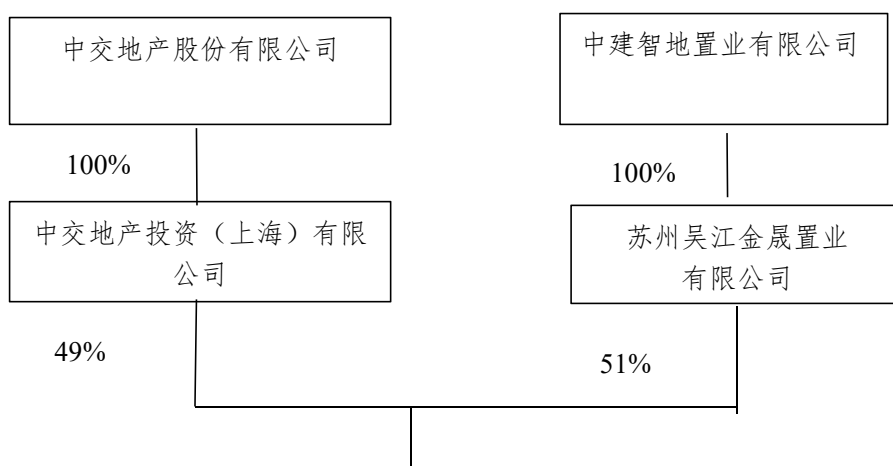 中交地产股份有限公司
中建智地置业有限公司
100%
100%
中交地产投资（上海）有限
公司
苏州吴江金晟置业
有限公司
49%
51%